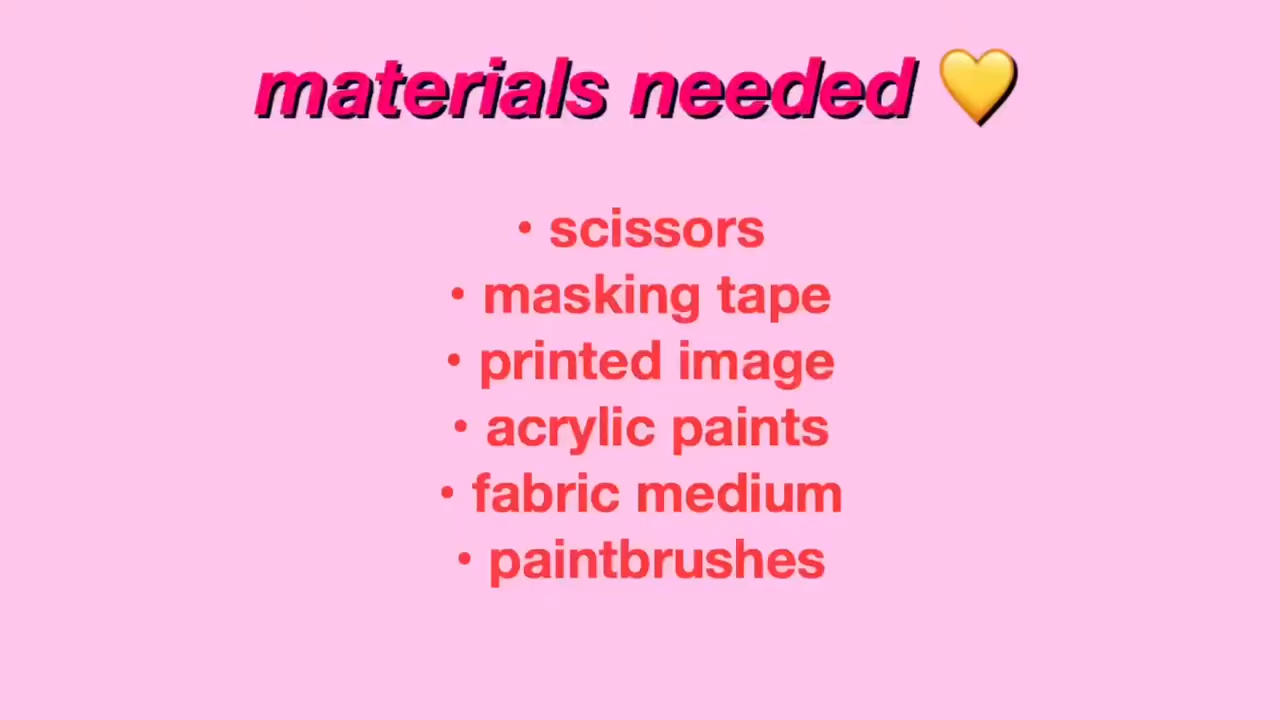 materials needed 💛
• scissors
• masking tape
• printed image
• acrylic paints
• fabric medium
• paintbrushes